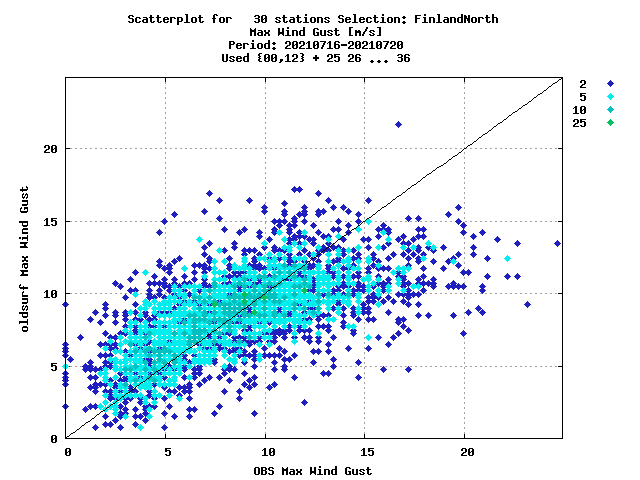 Scatterplot for   30 stations Selection: FinlandNorth
Max Wind Gust [m/s]
Period: 20210716-20210720
Used {00,12} + 25 26 ... 36
2
5
10
25
oldsurf Max Wind Gust
20
15
10
5
0
0 5 10 15 20
OBS Max Wind Gust